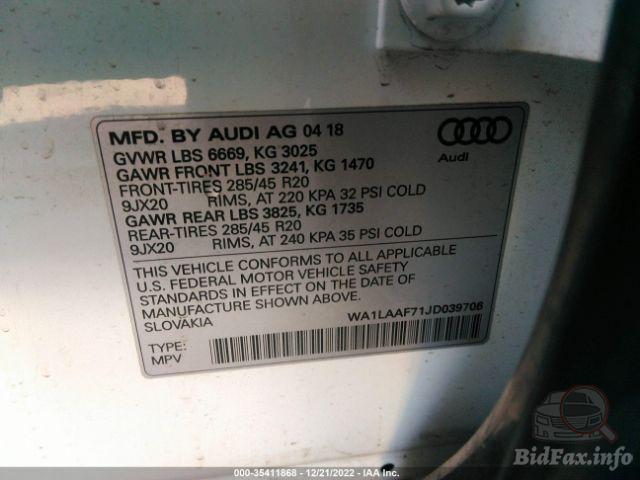 MFD. BY AUDI AG 04 18
GVWR LBS 6669, KG 3025
GAWR FRONT LBS 3241, KG 1470
FRONT-TIRES 285/45 R20
9JX20 RIMS, AT 220 KPA 32 PSI COLD
GAWR REAR LBS 3825, KG 1735
REAR-TIRES 285/45 R20
9JX20 RIMS, AT 240 KPA 35 PSI COLD
Audi
THIS VEHICLE CONFORMS TO ALL APPLICABLE
U.S. FEDERAL MOTOR VEHICLE SAFETY
STANDARDS IN EFFECT ON THE DATE OF
MANUFACTURE SHOWN ABOVE.
SLOVAKIA
WA1LAAF71JD039706
TYPE:
MPV
000-35411868 - 12/21/2022 - IAA Inc.
BidFax.info